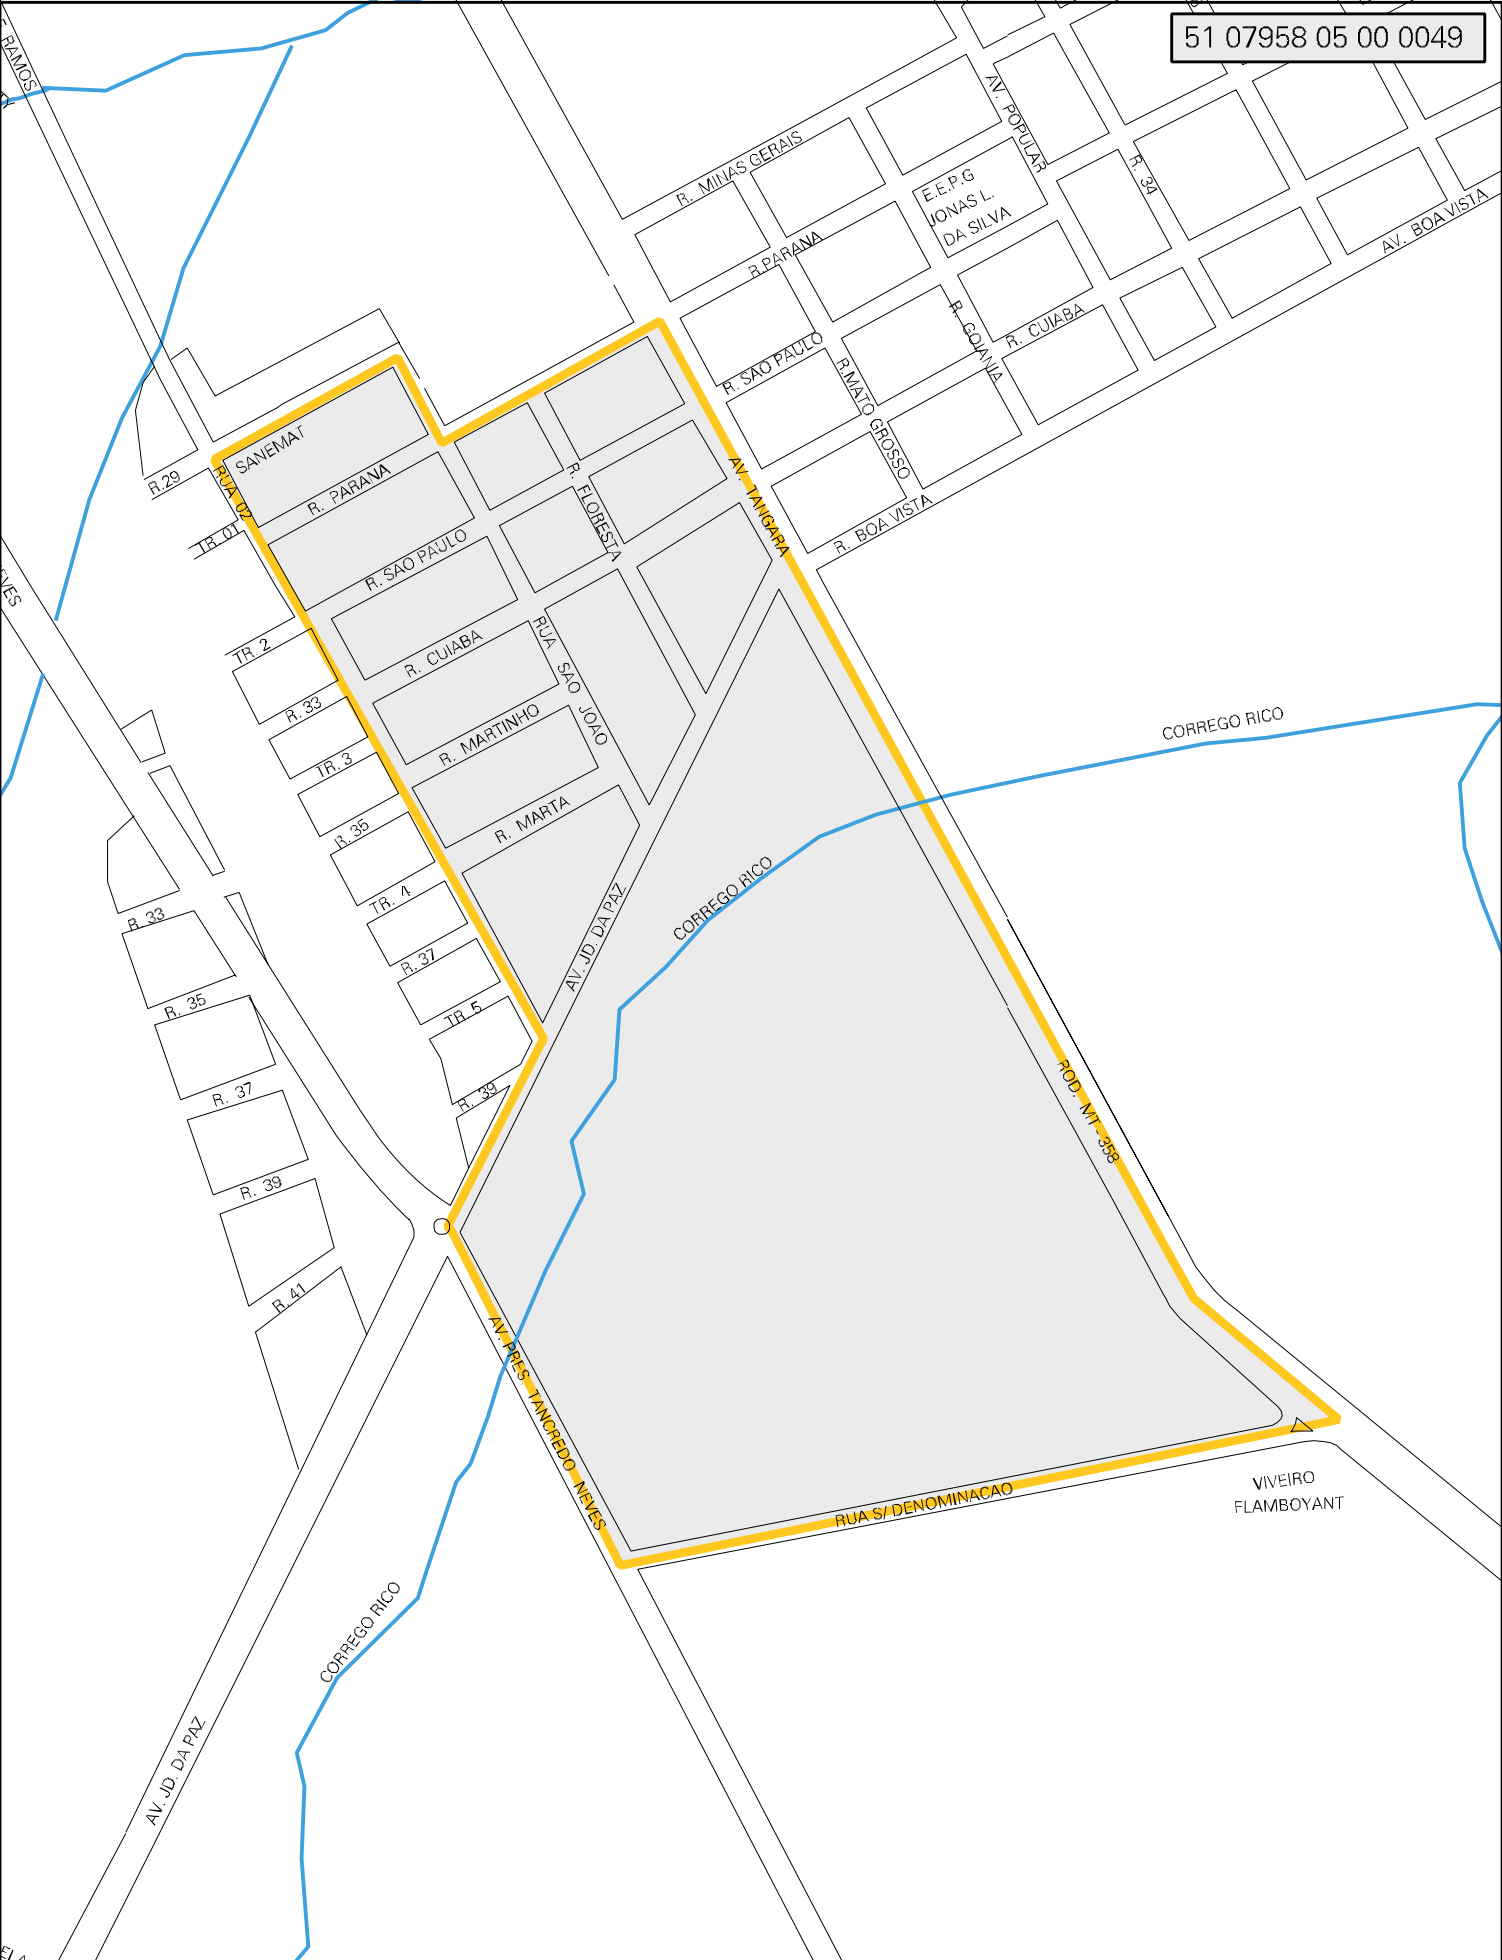 51 07958 05 00 0049
RAMOS
R. MINAS GERAIS
AV. POPULAR
R. 34
E.E.P.G
JONAS L.
DA SILVA
AV. BOA VISTA
R.PARANA
R. GOIANIA
R. CUIABA
R. SAO PAULO
R.MATO GROSSO
R. BOA VISTA
AV. TANGARA
SANEMAT
RUA 02
R.29
TR. 01
R. PARANA
R. FLORESTA
R. SAO PAULO
R. CUIABA
RUA SAO JOAO
R. MARTINHO
R. MARTA
TR. 2
R. 33
TR. 3
R. 35
TR. 4
R. 37
TR. 5
R. 39
EVES
CORREGO RICO
CORREGO RICO
AV. JD. DA PAZ
R. 33
R. 35
R. 37
R. 39
R. 41
ROD. MT - 358
AV. PRES. TANCREDO NEVES
RUA S/ DENOMINACAO
VIVEIRO
FLAMBOYANT
CORREGO RICO
AV. JD. DA PAZ